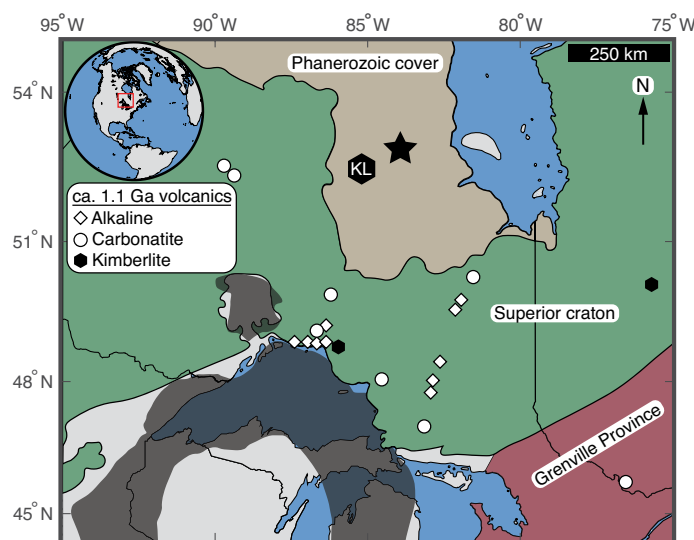 95°W 90°W 85°W 80°W 75°W
Phanerozoic cover
250 km
54°N
N
KL
ca. 1.1 Ga volcanics
Alkaline
Carbonatite
Kimberlite
51°N
Superior craton
48°N
Grenville Province
45°N